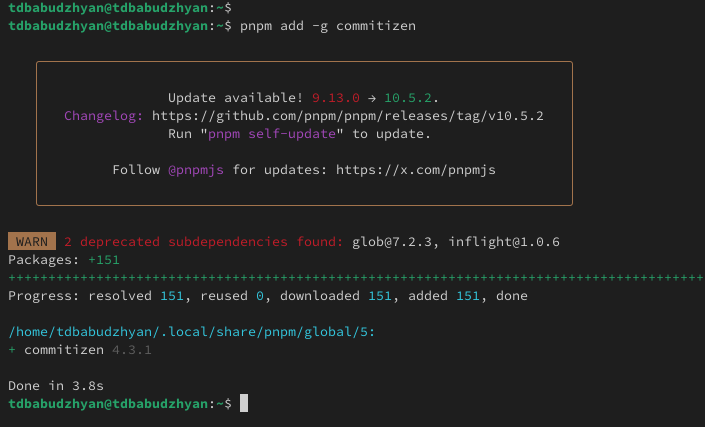 tdbabudzhyan@tdbabudzhyan:~$
tdbabudzhyan@tdbabudzhyan:~$ pnpm add -g commitizen
Update available! 9.13.0 → 10.5.2.
Changelog: https://github.com/pnpm/pnpm/releases/tag/v10.5.2
Run "pnpm self-update" to update.
Follow @pnpmjs for updates: https://x.com/pnpmjs
WARN 2 deprecated subdependencies found: glob@7.2.3, inflight@1.0.6
Packages: +151
+++++++++++++++++++++++++++++++++++++++++++++++++++++++++++++++++++++++++++++++++++++++
Progress: resolved 151, reused 0, downloaded 151, added 151, done
/home/tdbabudzhyan/.local/share/pnpm/global/5:
+ commitizen 4.3.1
Done in 3.8s
tdbabudzhyan@tdbabudzhyan:~$